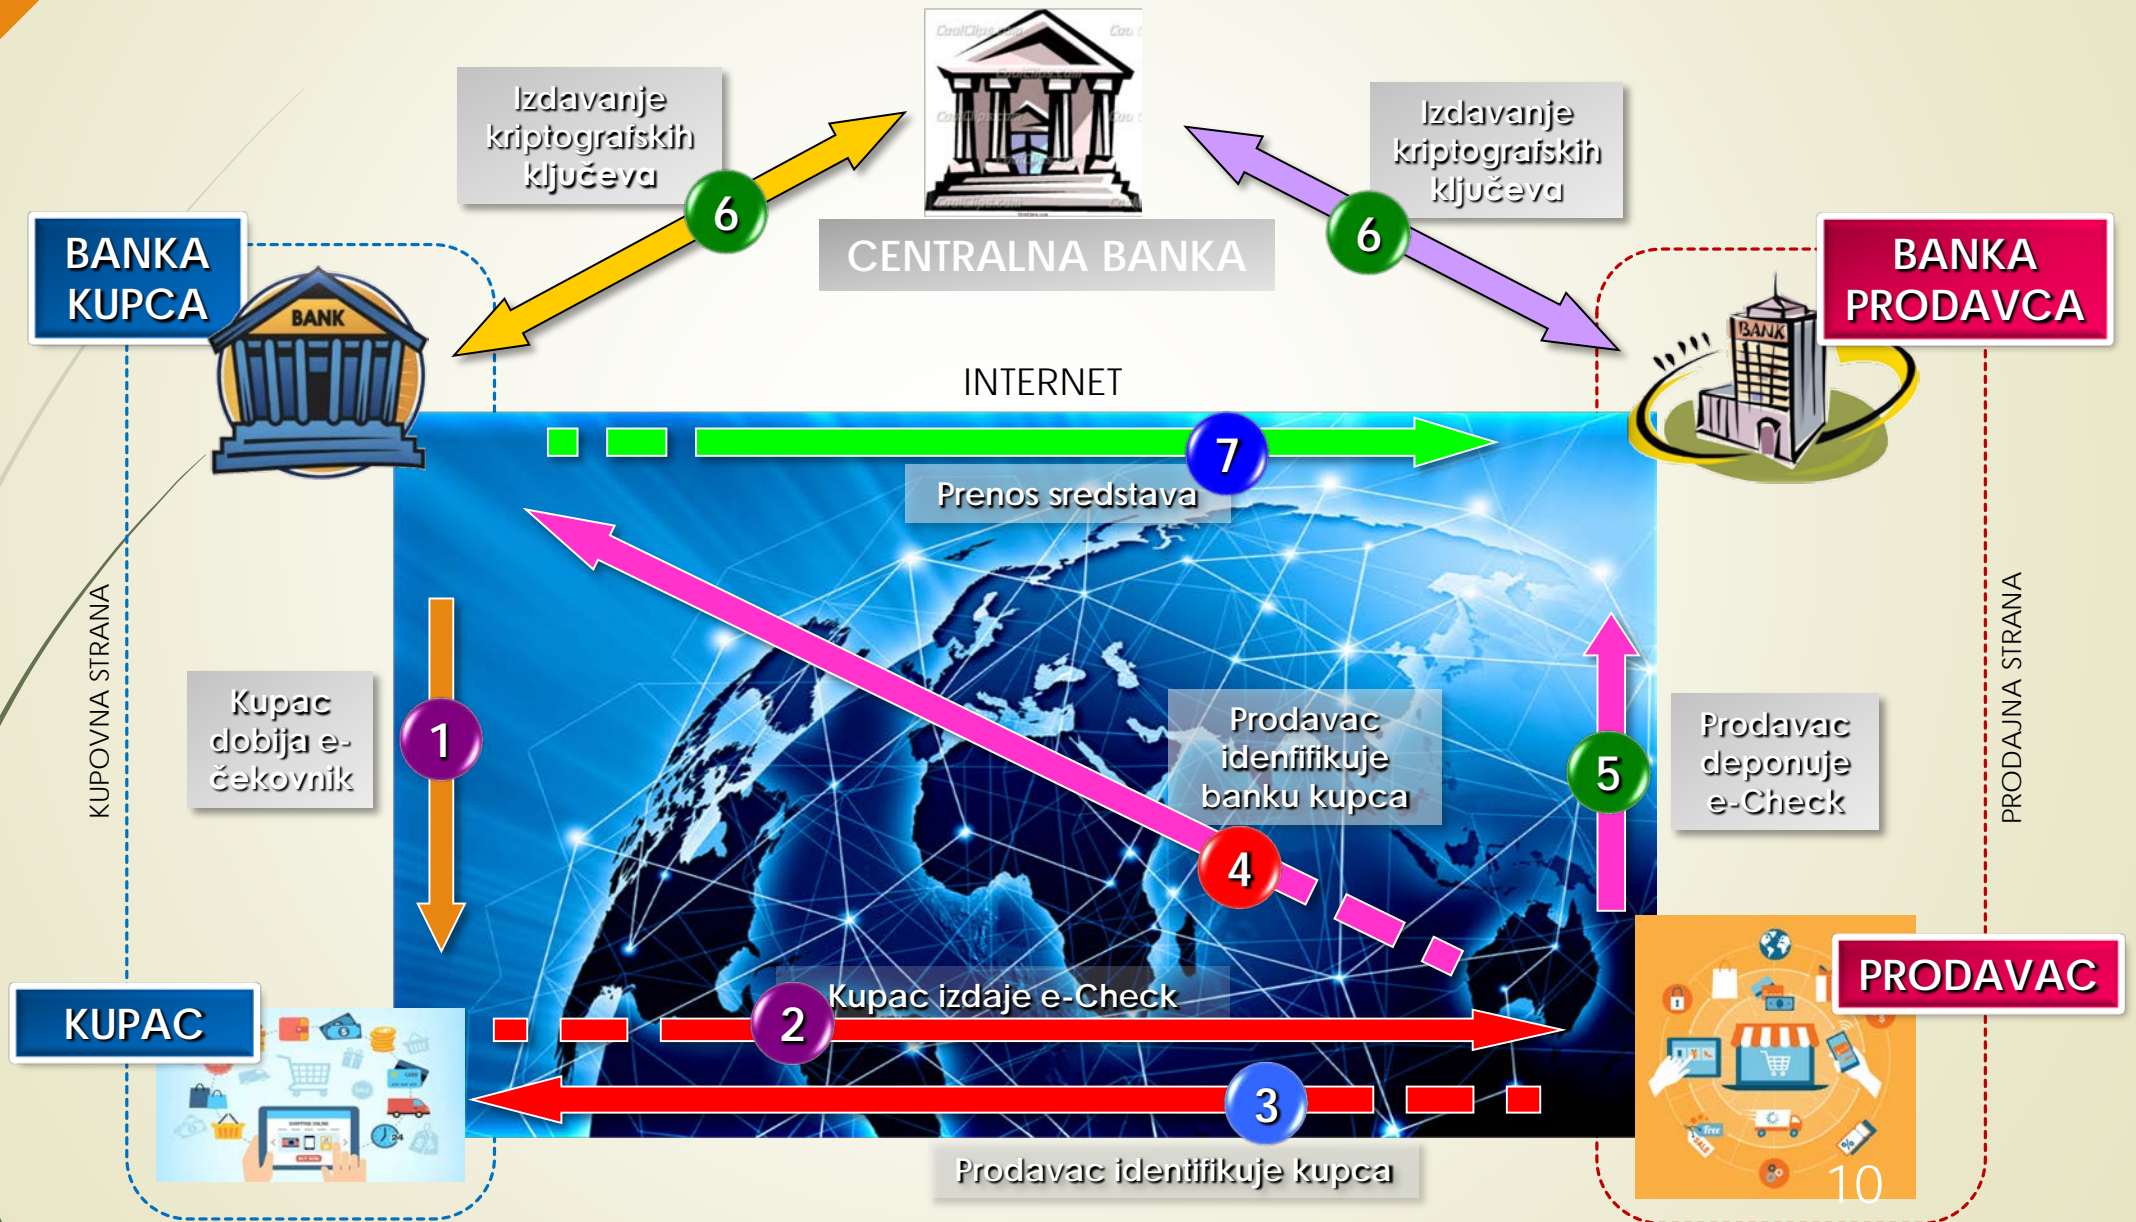 Izdavanje
kriptografskih
ključeva
6
CENTRALNA BANKA
Izdavanje
kriptografskih
ključeva
6
BANKA
KUPCA
BANK
BANKA
PRODAVCA
BANK
INTERNET
7
Prenos sredstava
KUPOVNA STRANA
Kupac
dobija e-
čekovnik
1
Prodavac
idenfifikuje
banku kupca
4
5
Prodavac
deponuje
e-Check
PRODAJNA STRANA
KUPAC
2
Kupac izdaje e-Check
PRODAVAC
3
Prodavac identifikuje kupca
10